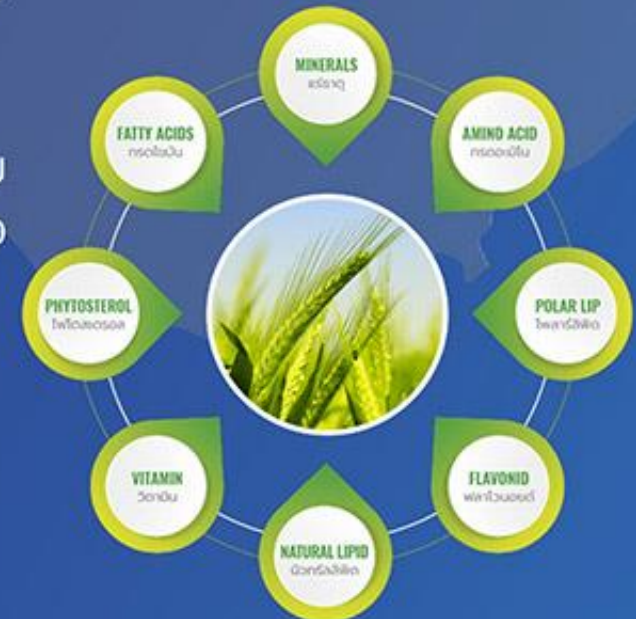 MINERALS
แร่ธาตุ
FATTY ACIDS
กรดไขมัน
AMINO ACID
กรดอะมิโน
PHYTOSTEROL
ไฟโตสเตอรอล
POLAR LIP
โพลาร์ลิพิด
VITAMIN
วิตามิน
FLAVONID
ฟลาโวนอยด์
NATURAL LIPID
นิวทรัลลิพิด